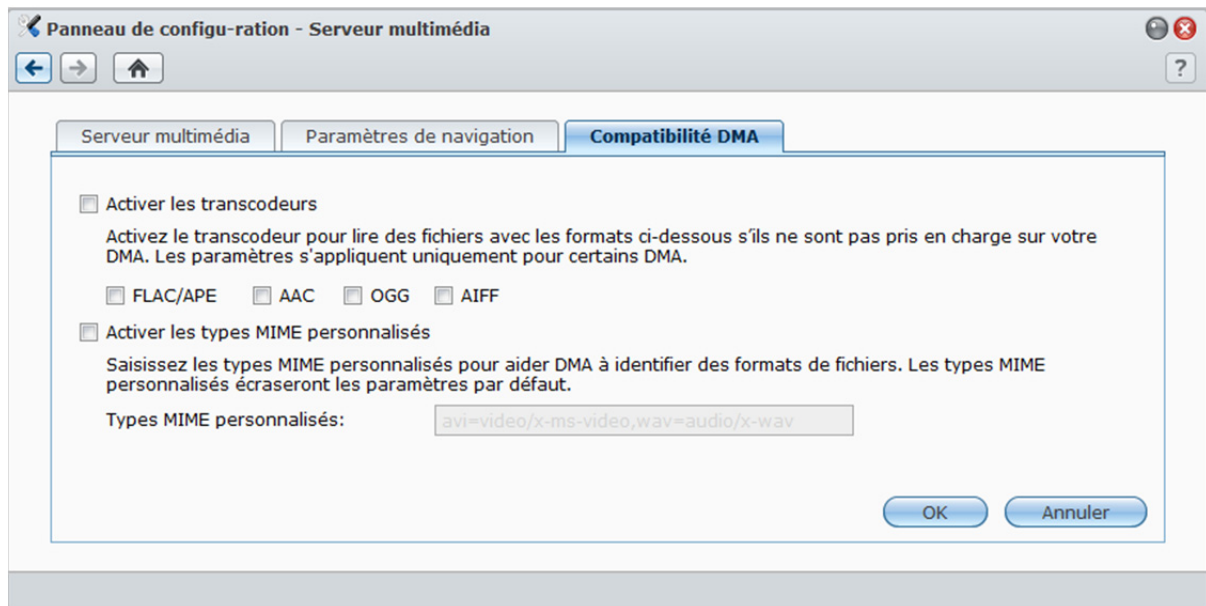 Panneau de configu-ration - Serveur multimédia
?
Serveur multimédia Paramètres de navigation Compatibilité DMA
Activer les transcodeurs
Activez le transcodeur pour lire des fichiers avec les formats ci-dessous s'ils ne sont pas pris en charge sur votre
DMA. Les paramètres s'appliquent uniquement pour certains DMA.
FLAC/APE AAC OGG AIFF
Activer les types MIME personnalisés
Saisissez les types MIME personnalisés pour aider DMA à identifier des formats de fichiers. Les types MIME
personnalisés écraseront les paramètres par défaut.
Types MIME personnalisés: avi=video/x-ms-video,wav=audio/x-wav
OK Annuler